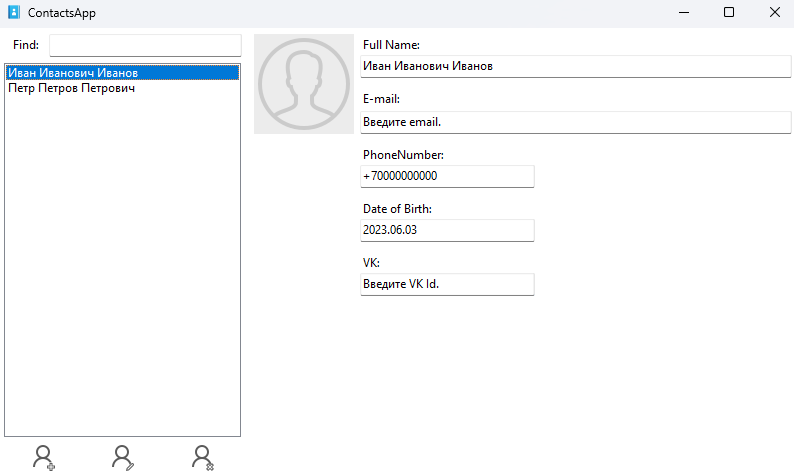 ContactsApp
Find:
Иван Иванович Иванов
Петр Петров Петрович
Full Name:
Иван Иванович Иванов
E-mail:
Введите email.
PhoneNumber:
+70000000000
Date of Birth:
2023.06.03
VK:
Введите VK Id.